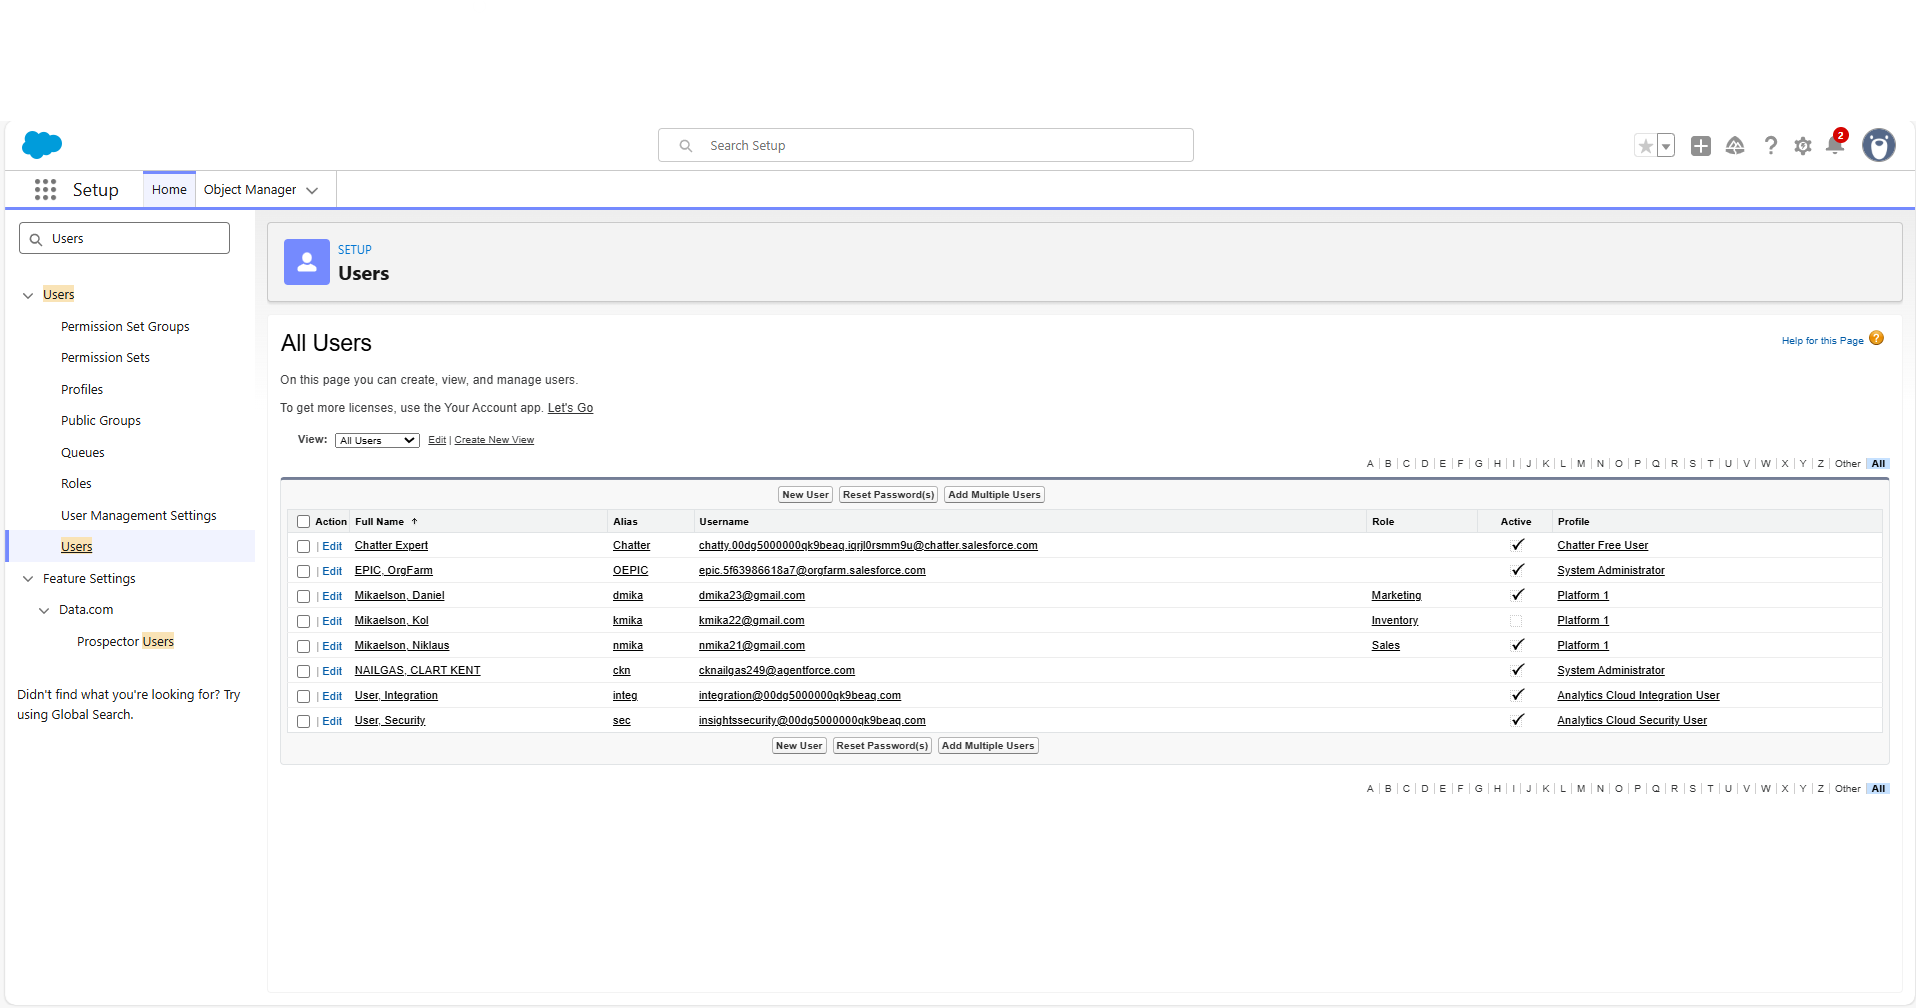 Search Setup
2
Setup
Home
Object Manager
Users
Users
Permission Set Groups
Permission Sets
Profiles
Public Groups
Queues
Roles
User Management Settings
Users
Feature Settings
Data.com
Prospector Users
Didn't find what you're looking for? Try
using Global Search.
SETUP
Users
All Users
Help for this Page ?
On this page you can create, view, and manage users.
To get more licenses, use the Your Account app. Let's Go
View: All Users Edit | Create New View
A | B | C | D | E | F | G | H | I | J | K | L | M | N | O | P | Q | R | S | T | U | V | W | X | Y | Z | Other All
New User Reset Password(s) Add Multiple Users
Action Full Name ↑ Alias Username Role Active Profile
| Edit Chatter Expert Chatter chatty.00dg5000000qk9beaq.iqrjl0rsmm9u@chatter.salesforce.com ✓ Chatter Free User
| Edit EPIC, OrgFarm OEPIC epic.5f63986618a7@orgfarm.salesforce.com ✓ System Administrator
| Edit Mikaelson, Daniel dmika dmika23@gmail.com Marketing ✓ Platform 1
| Edit Mikaelson, Kol kmika kmika22@gmail.com Inventory Platform 1
| Edit Mikaelson, Niklaus nmika nmika21@gmail.com Sales ✓ Platform 1
| Edit NAILGAS, CLART KENT ckn cknailgas249@agentforce.com ✓ System Administrator
| Edit User, Integration integ integration@00dg5000000qk9beaq.com ✓ Analytics Cloud Integration User
| Edit User, Security sec insightssecurity@00dg5000000qk9beaq.com ✓ Analytics Cloud Security User
New User Reset Password(s) Add Multiple Users
A | B | C | D | E | F | G | H | I | J | K | L | M | N | O | P | Q | R | S | T | U | V | W | X | Y | Z | Other All